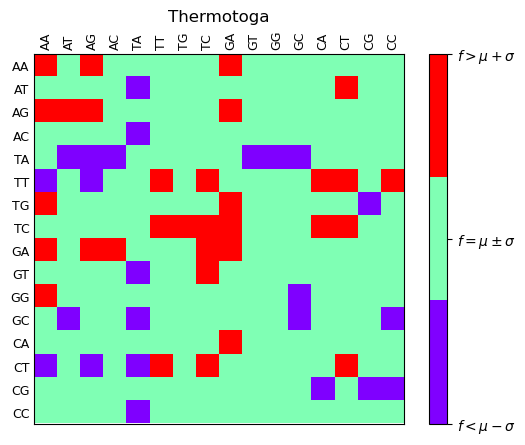 Thermotoga
AA AT AG AC TA TT TG TC GA GT GG GC CA CT CG CC
AA
AT
AG
AC
TA
TT
TG
TC
GA
GT
GG
GC
CA
CT
CG
CC
f > μ + σ
f = μ ± σ
f < μ − σ